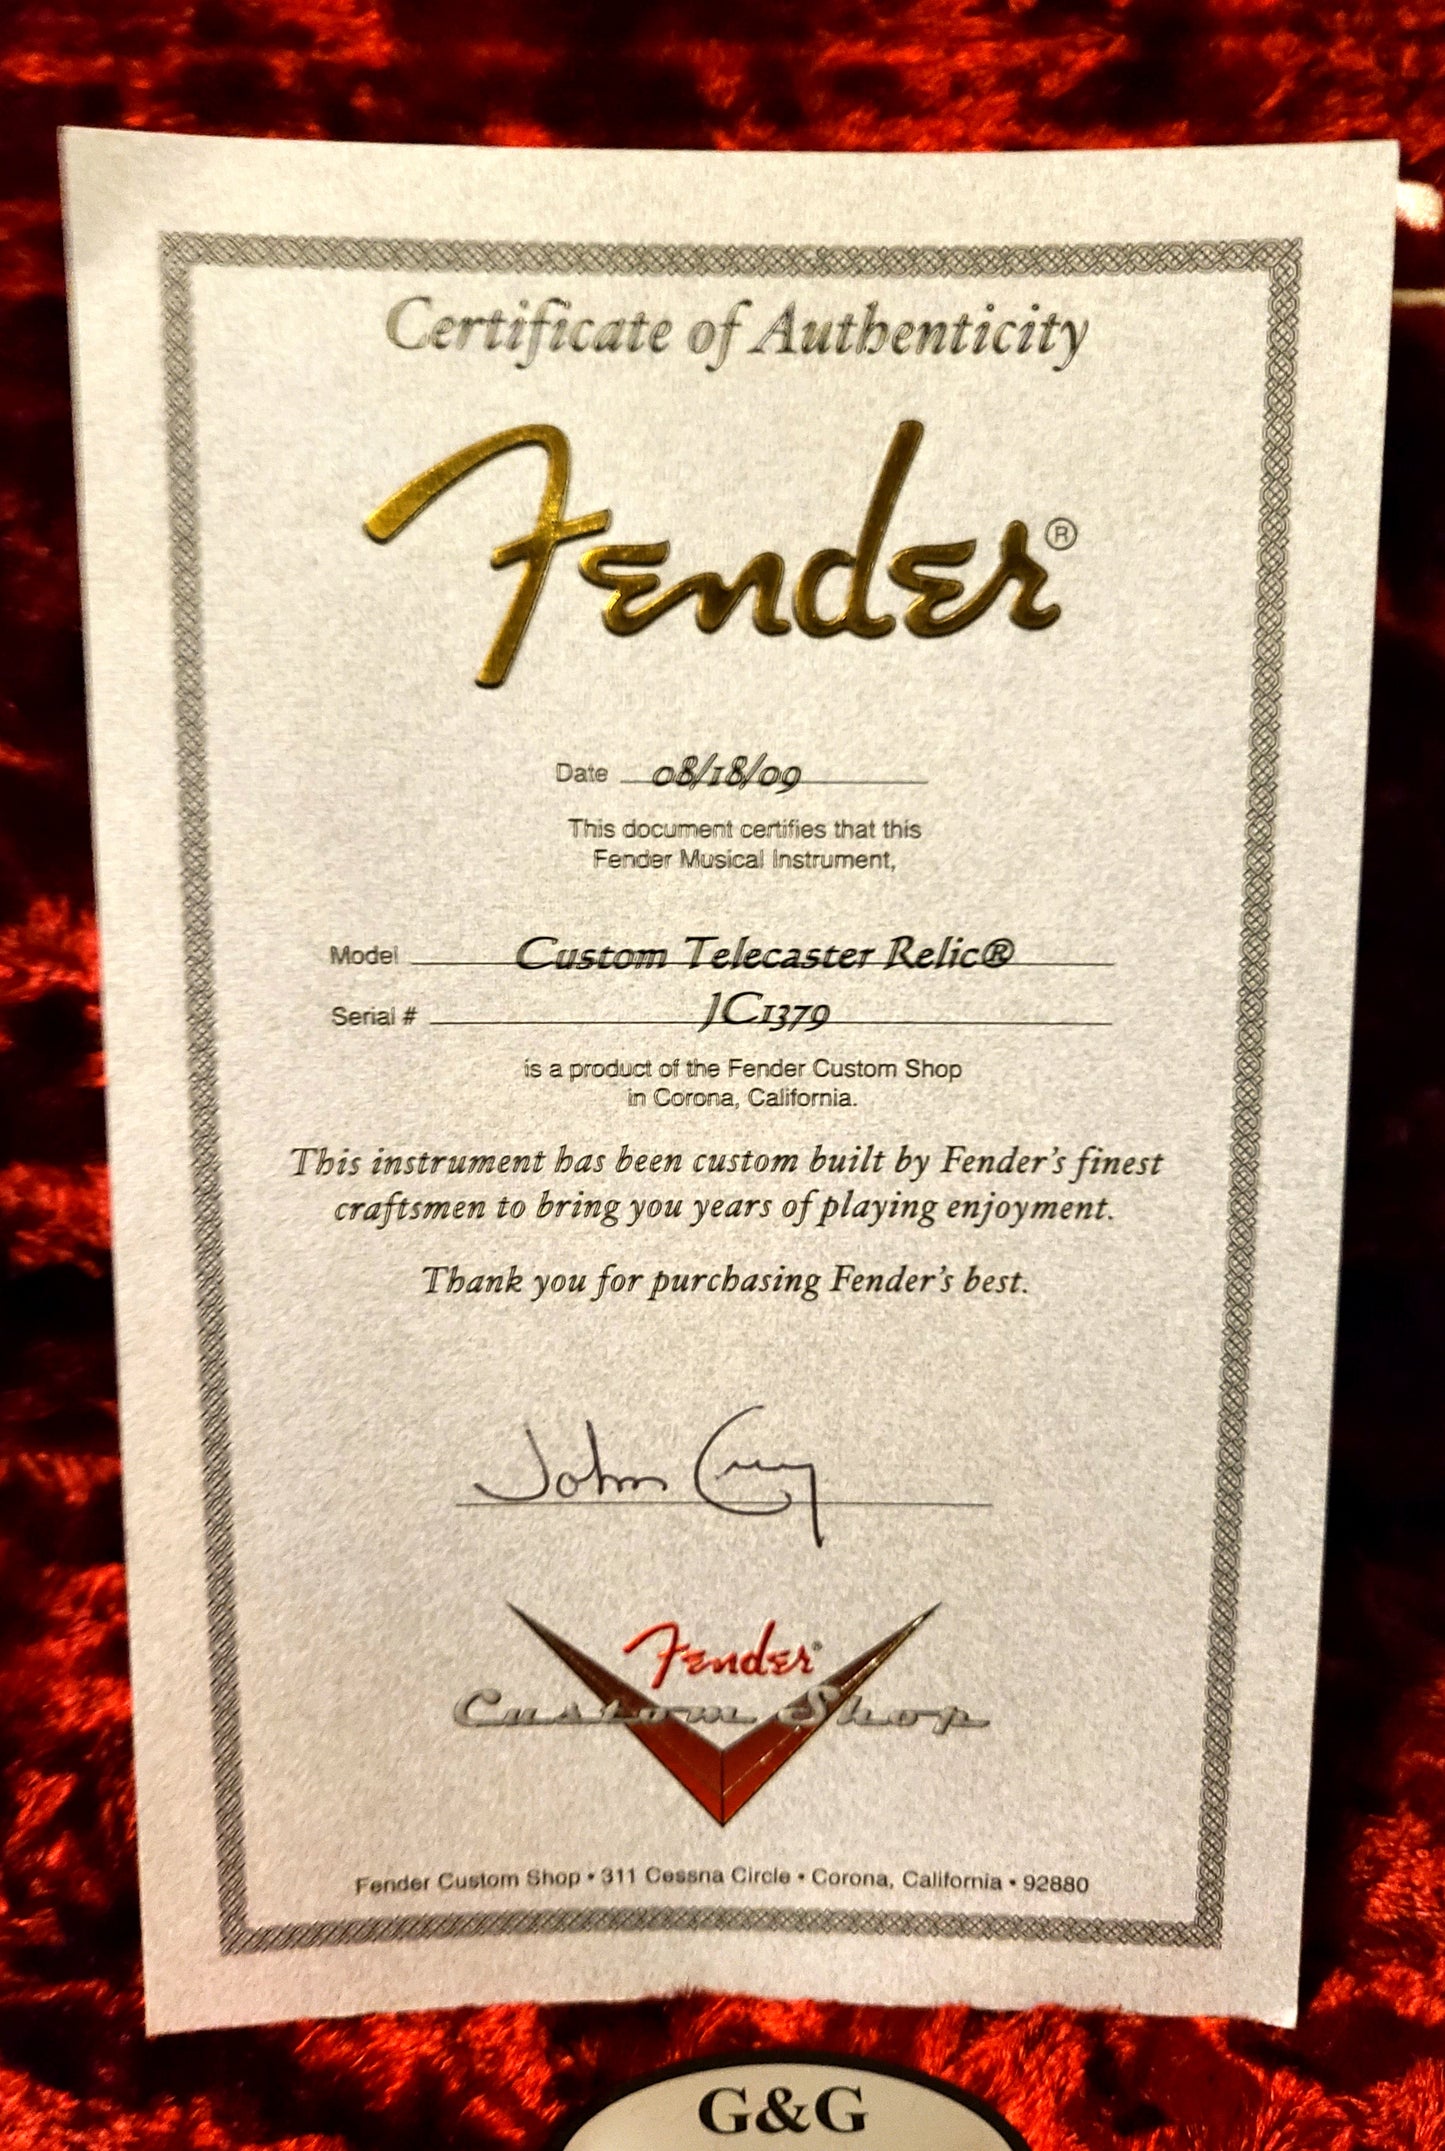 Certificate of Authenticity
Fender®
Date 08/18/09
This document certifies that this
Fender Musical Instrument,
Model Custom Telecaster Relic®
Serial # JC1379
is a product of the Fender Custom Shop
in Corona, California.
This instrument has been custom built by Fender's finest
craftsmen to bring you years of playing enjoyment.
Thank you for purchasing Fender's best.
John Cruz
Fender®
Custom Shop
Fender Custom Shop • 311 Cessna Circle • Corona, California • 92880
G&G